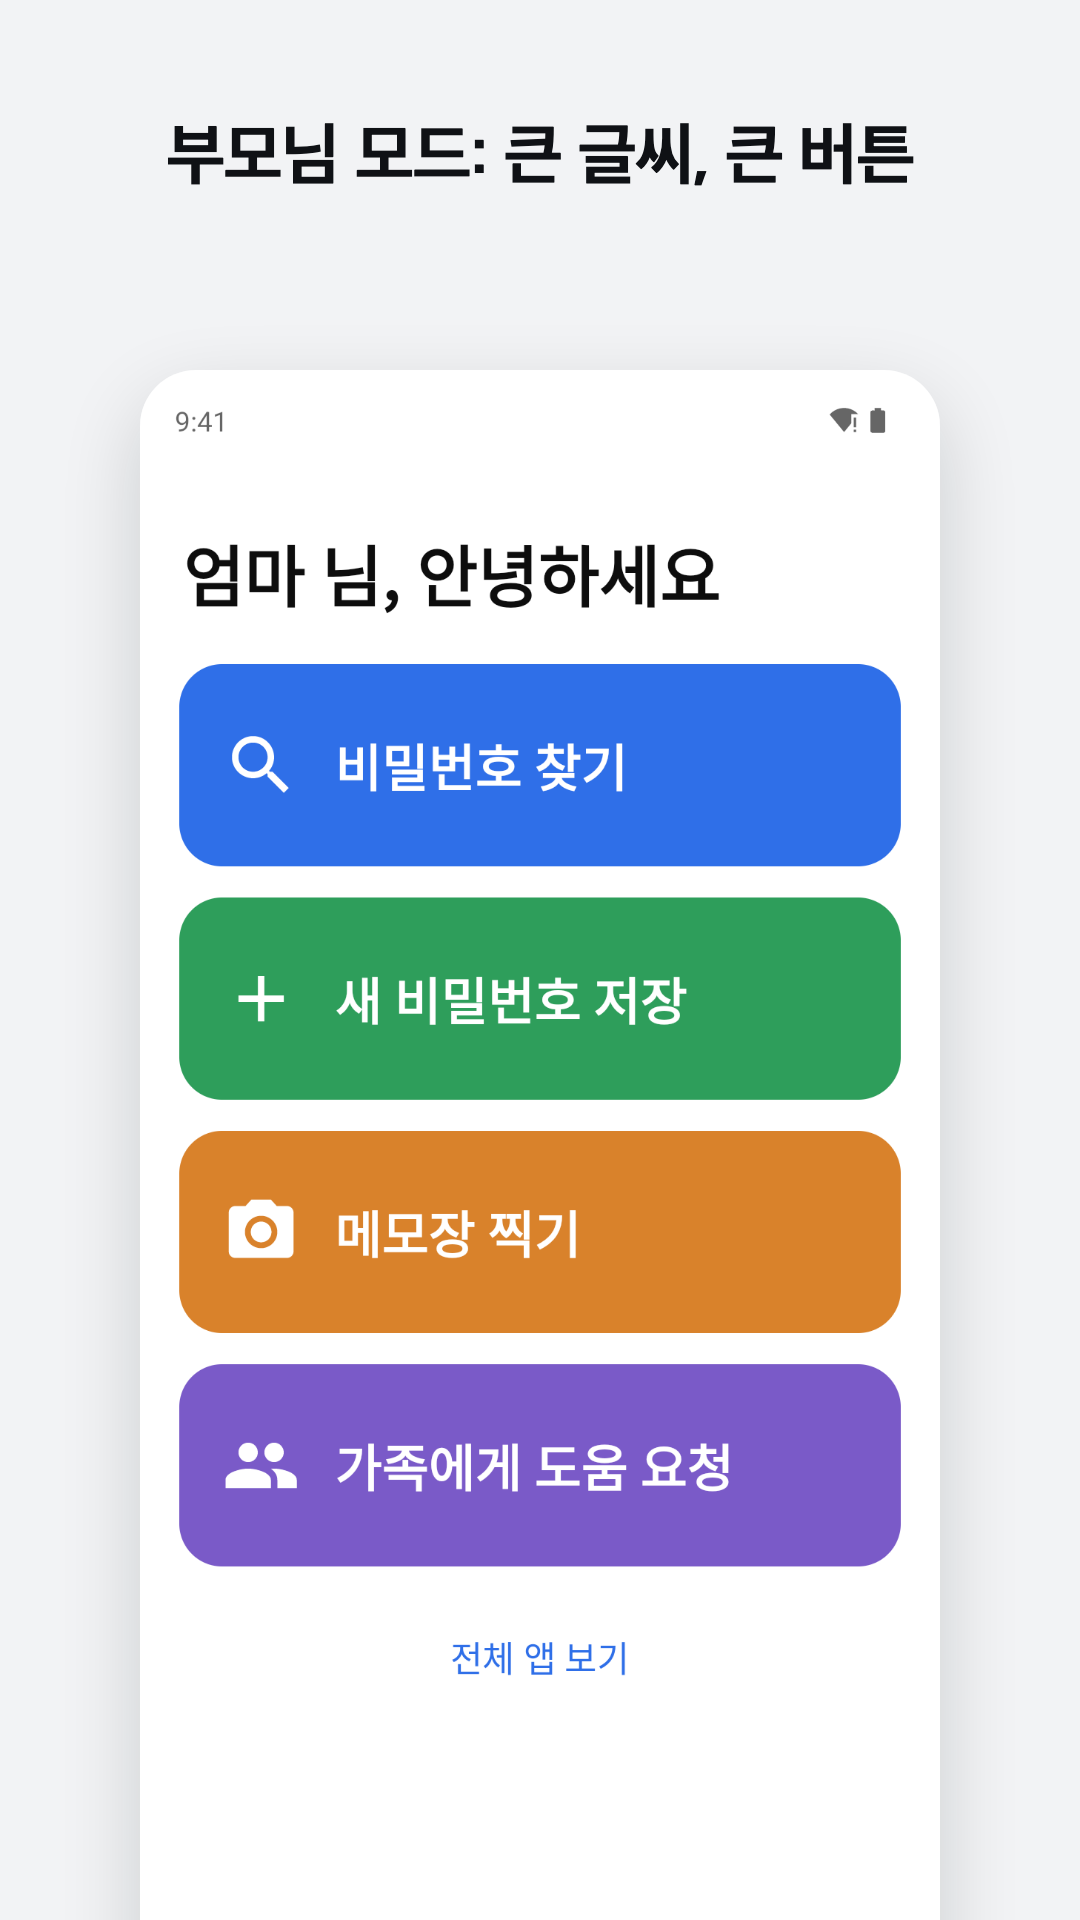 부모님 모드: 큰 글씨, 큰 버튼
9:41
엄마 님, 안녕하세요
비밀번호 찾기
새 비밀번호 저장
메모장 찍기
가족에게 도움 요청
전체 앱 보기